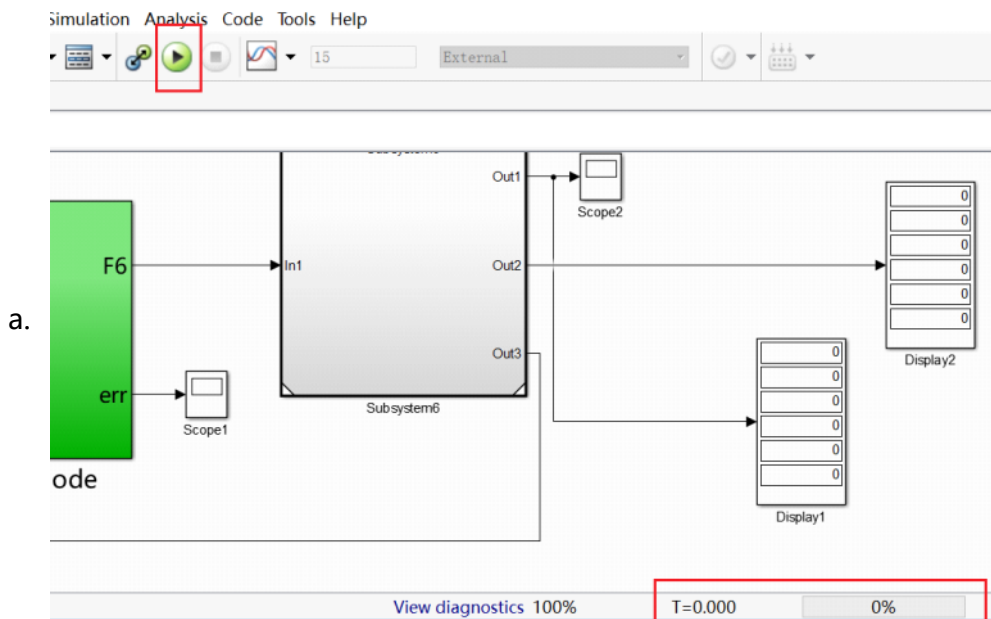 Simulation Analysis Code Tools Help
15 External
Out1
Scope2
0
0
0
0
0
0
Display2
F6
In1
Out2
a.
Out3
0
0
0
0
0
0
Display1
err
Scope1
Subsystem6
ode
View diagnostics 100% T=0.000 0%